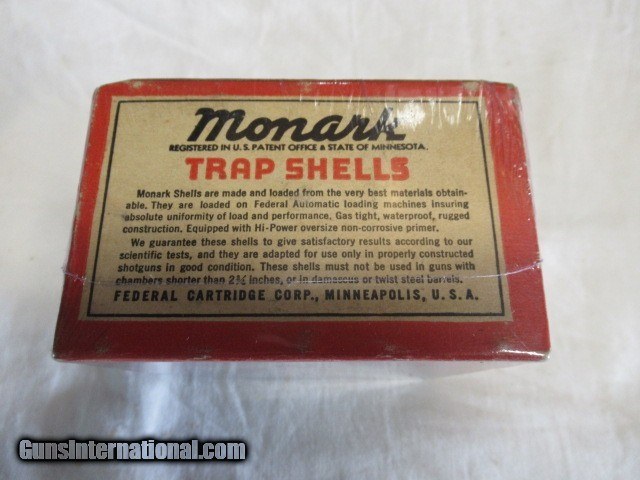 Monark
REGISTERED IN U.S. PATENT OFFICE & STATE OF MINNESOTA.
TRAP SHELLS
Monark Shells are made and loaded from the very best materials obtain-
able. They are loaded on Federal Automatic loading machines insuring
absolute uniformity of load and performance. Gas tight, waterproof, rugged
construction. Equipped with Hi-Power oversize non-corrosive primer.
We guarantee these shells to give satisfactory results according to our
scientific tests, and they are adapted for use only in properly constructed
shotguns in good condition. These shells must not be used in guns with
chambers shorter than 2¾ inches, or in damascus or twist steel barrels.
FEDERAL CARTRIDGE CORP., MINNEAPOLIS, U. S. A.
GunsInternational.com